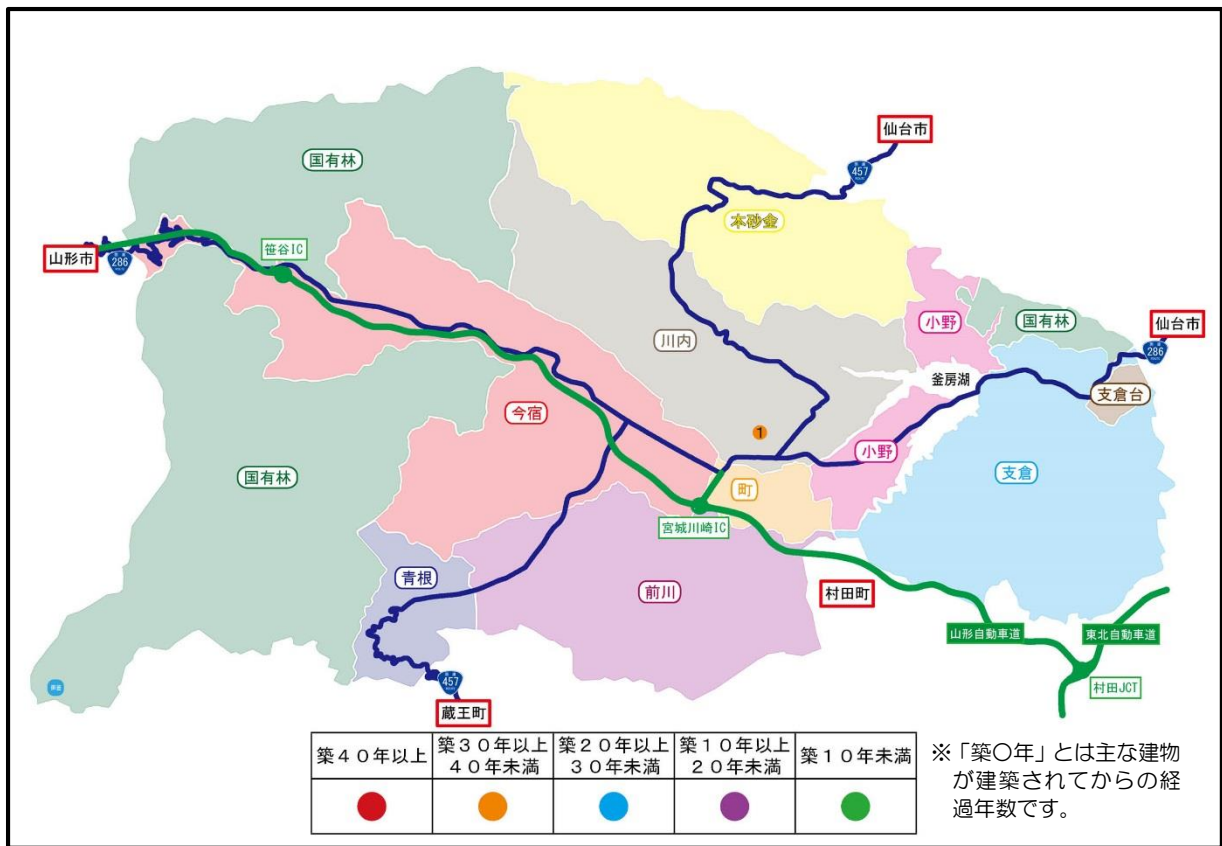 国有林
仙台市
457
本砂金
笹谷IC
山形市
286
小野
国有林
仙台市
286
川内
釜房湖
支倉台
今宿
1
小野
支倉
国有林
町
宮城川崎IC
青根
前川
村田町
山形自動車道
東北自動車道
村田JCT
457
蔵王町
築40年以上
築30年以上
40年未満
築20年以上
30年未満
築10年以上
20年未満
築10年未満
※「築〇年」とは主な建物
が建築されてからの経
過年数です。